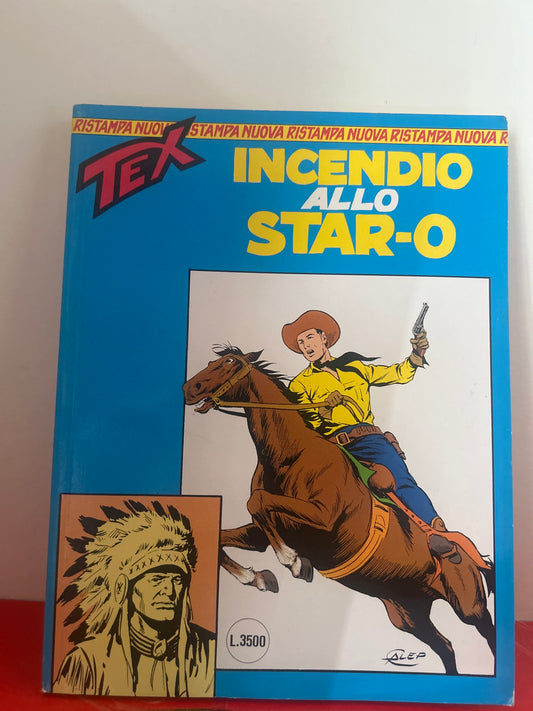 RISTAMPA NUOVA RISTAMPA NUOVA RISTAMPA NUOVA RISTAMPA NUOVA R
TEX
INCENDIO
ALLO
STAR-O
L.3500
GALEP